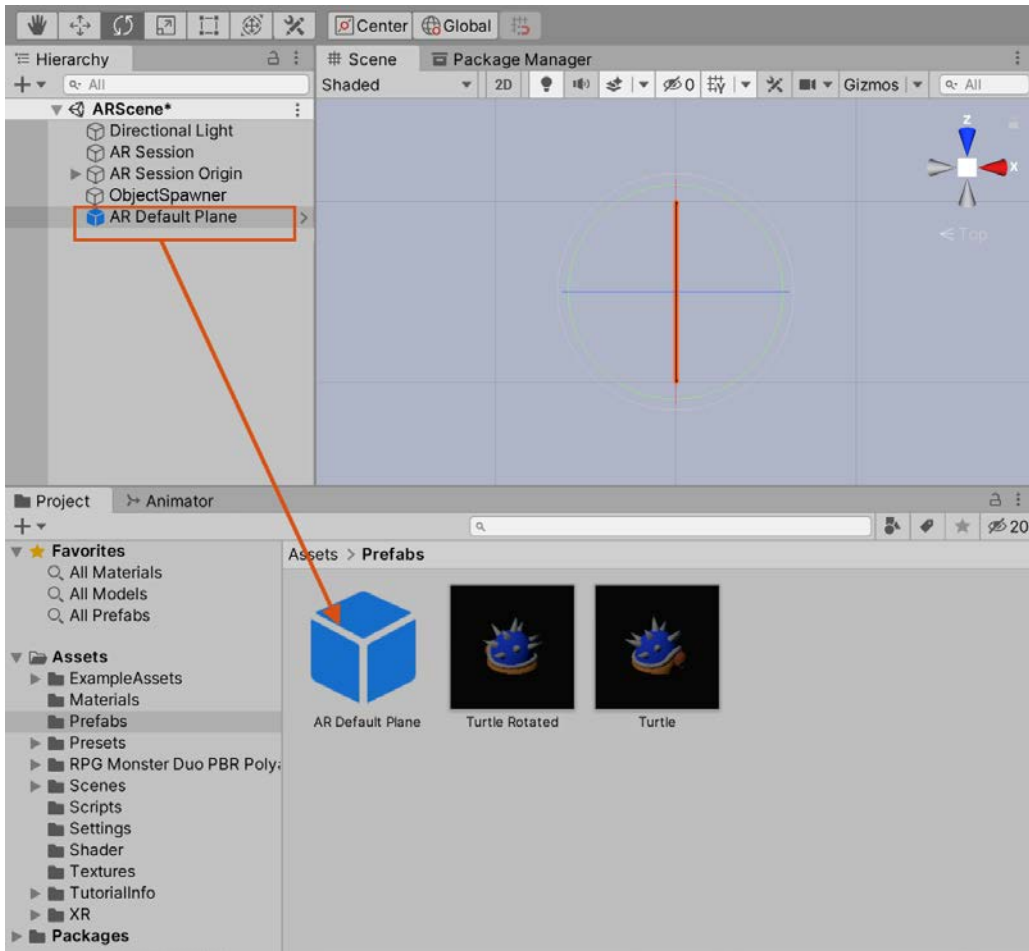 Center Global
Hierarchy
Scene Package Manager
All
Shaded 2D 0 Gizmos All
ARScene*
Directional Light
AR Session
AR Session Origin
ObjectSpawner
AR Default Plane
z
x
Top
Project Animator
20
Favorites
All Materials
All Models
All Prefabs
Assets > Prefabs
Assets
ExampleAssets
Materials
Prefabs
Presets
RPG Monster Duo PBR Polya
Scenes
Scripts
Settings
Shader
Textures
TutorialInfo
XR
Packages
AR Default Plane
Turtle Rotated
Turtle